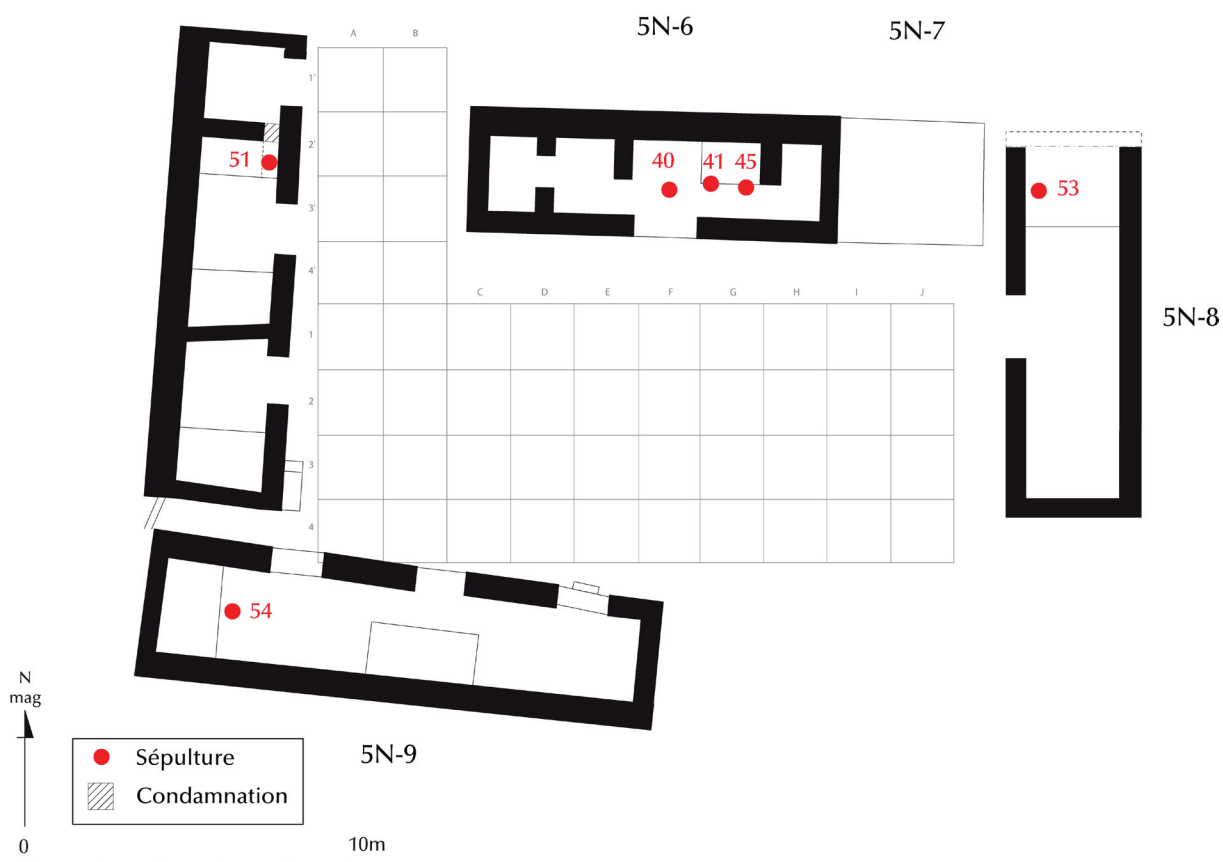 5N-6
5N-7
A B
1'
2'
3'
4'
51
40 41 45
53
C D E F G H I J
1
2
3
4
5N-8
54
5N-9
N
mag
Sépulture
Condamnation
0 10m